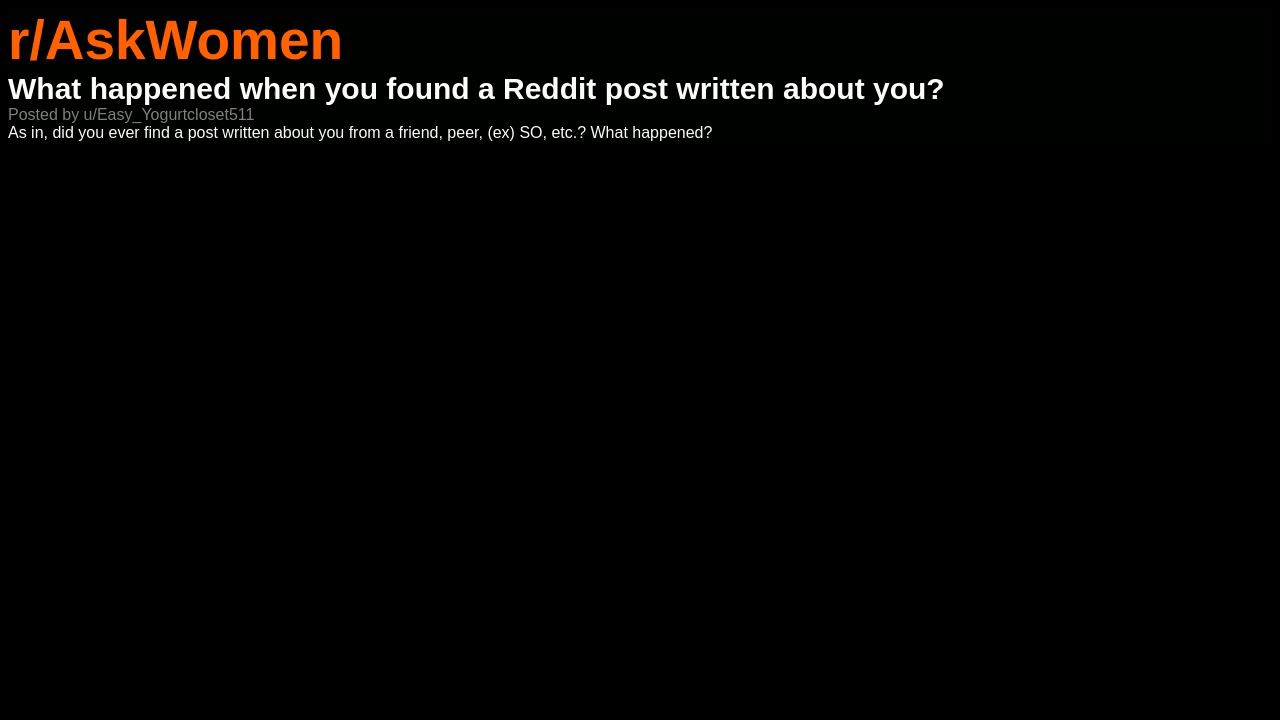 r/AskWomen
What happened when you found a Reddit post written about you?
Posted by u/Easy_Yogurtcloset511
As in, did you ever find a post written about you from a friend, peer, (ex) SO, etc.? What happened?